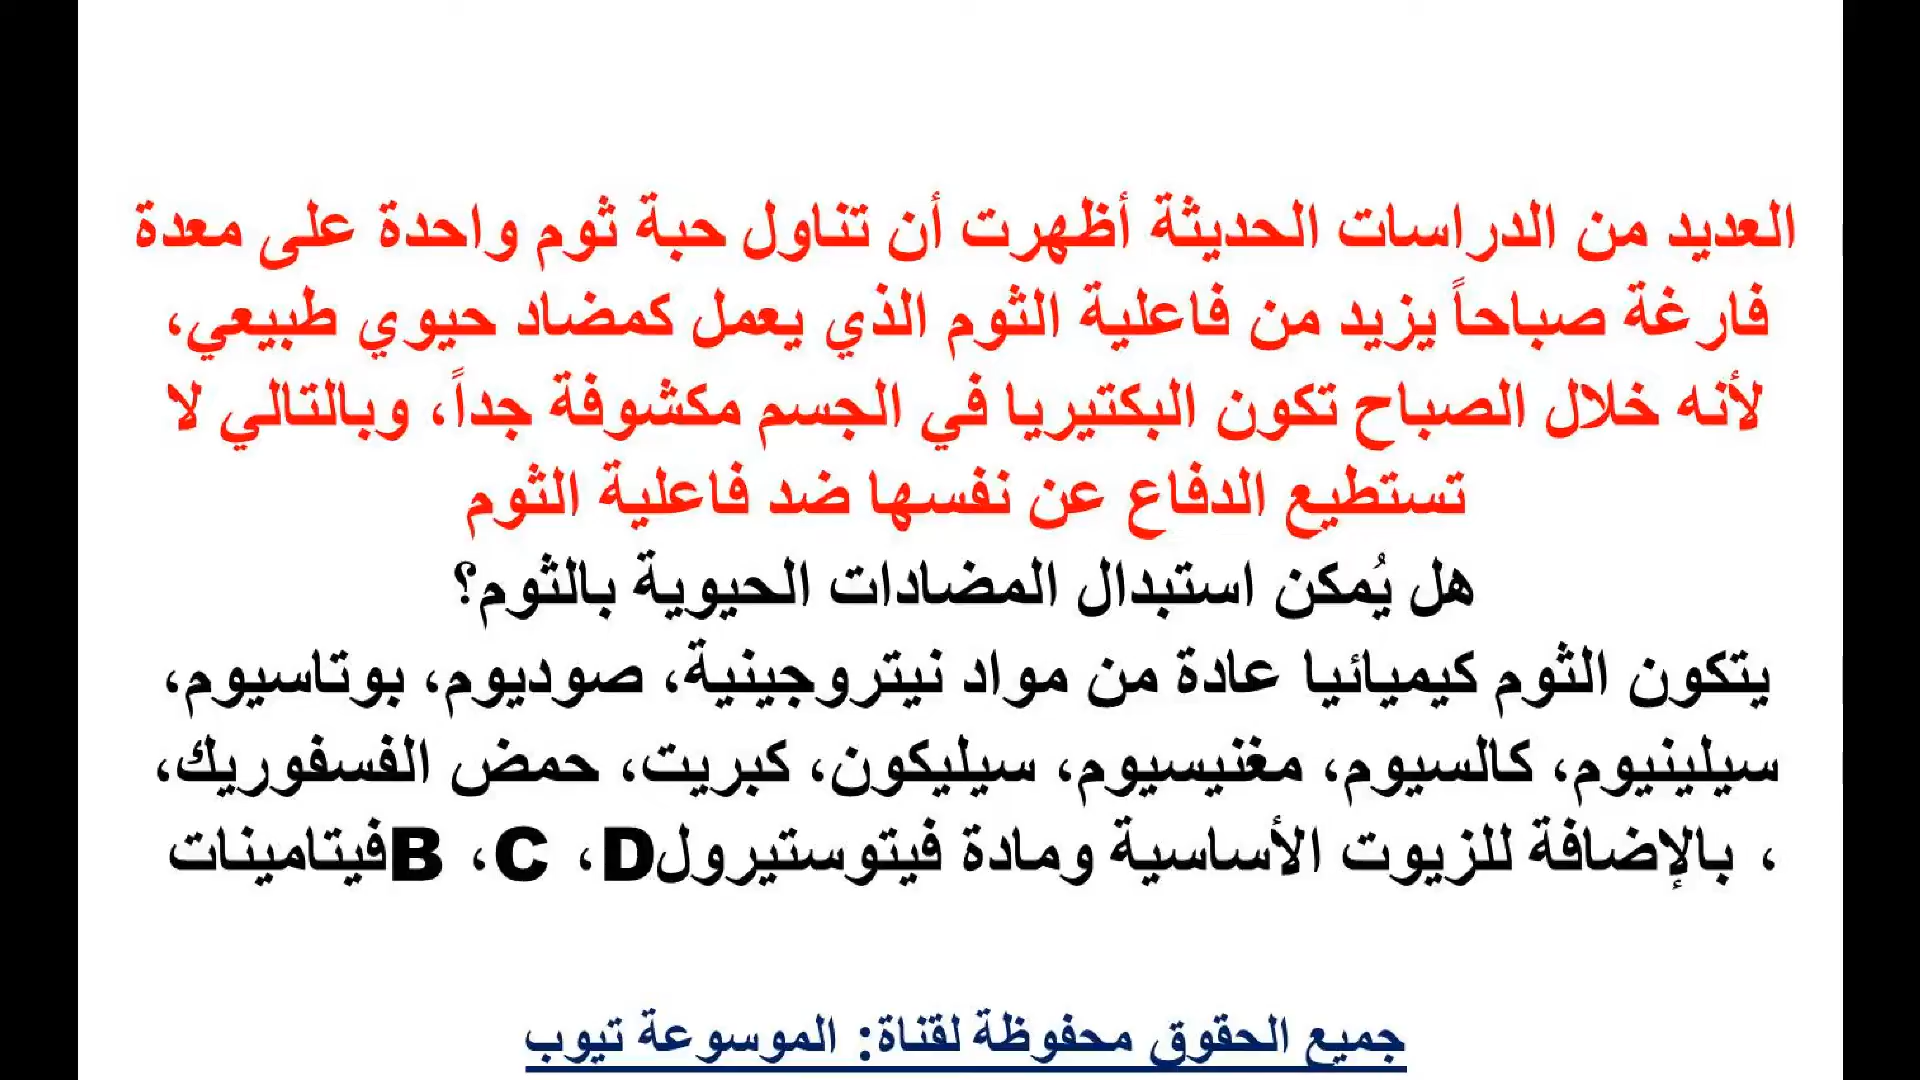 العديد من الدراسات الحديثة أظهرت أن تناول حبة ثوم واحدة على معدة
فارغة صباحاً يزيد من فاعلية الثوم الذي يعمل كمضاد حيوي طبيعي،
لأنه خلال الصباح تكون البكتيريا في الجسم مكشوفة جداً، وبالتالي لا
تستطيع الدفاع عن نفسها ضد فاعلية الثوم
هل يُمكن استبدال المضادات الحيوية بالثوم؟
يتكون الثوم كيميائيا عادة من مواد نيتروجينية، صوديوم، بوتاسيوم،
سيلينيوم، كالسيوم، مغنيسيوم، سيليكون، كبريت، حمض الفسفوريك،
، بالإضافة للزيوت الأساسية ومادة فيتوستيرولD، C، Bفيتامينات
جميع الحقوق محفوظة لقناة: الموسوعة تيوب